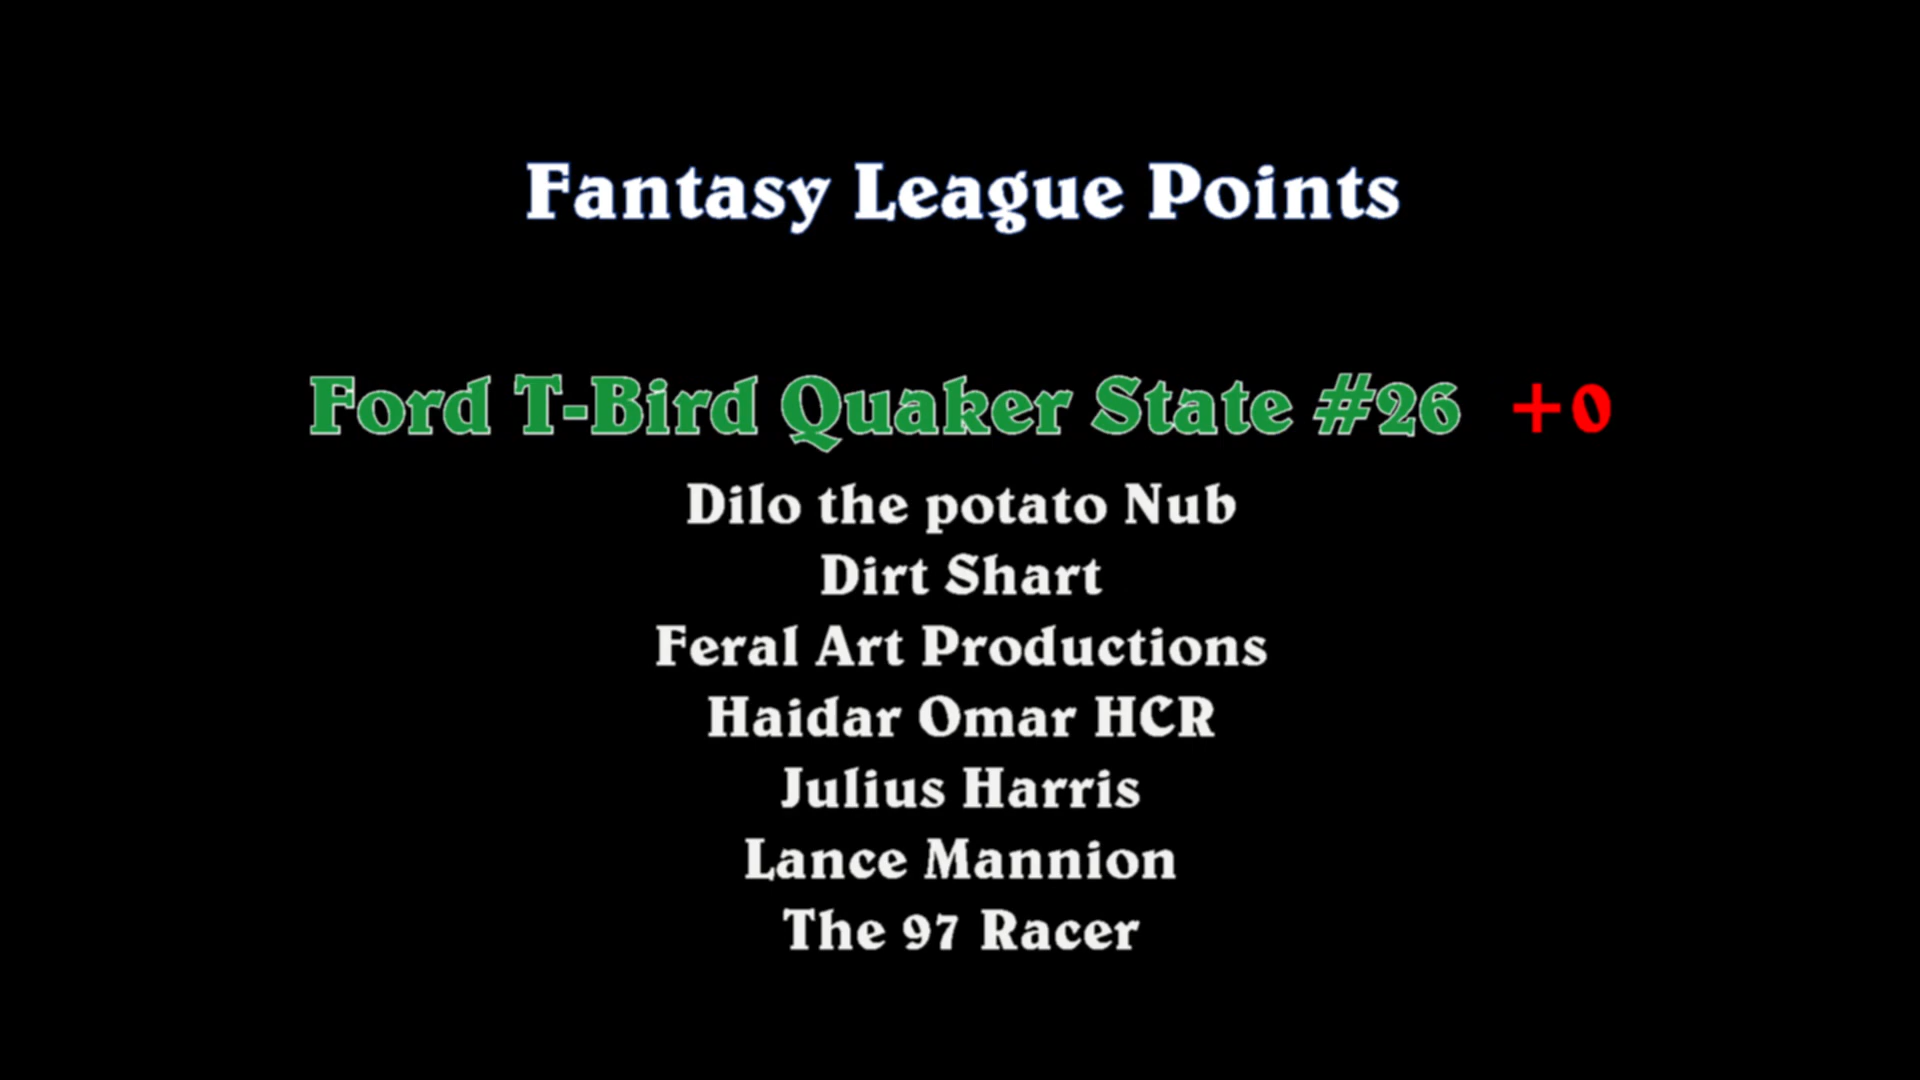 Fantasy League Points
Ford T-Bird Quaker State #26 +0
Dilo the potato Nub
Dirt Shart
Feral Art Productions
Haidar Omar HCR
Julius Harris
Lance Mannion
The 97 Racer